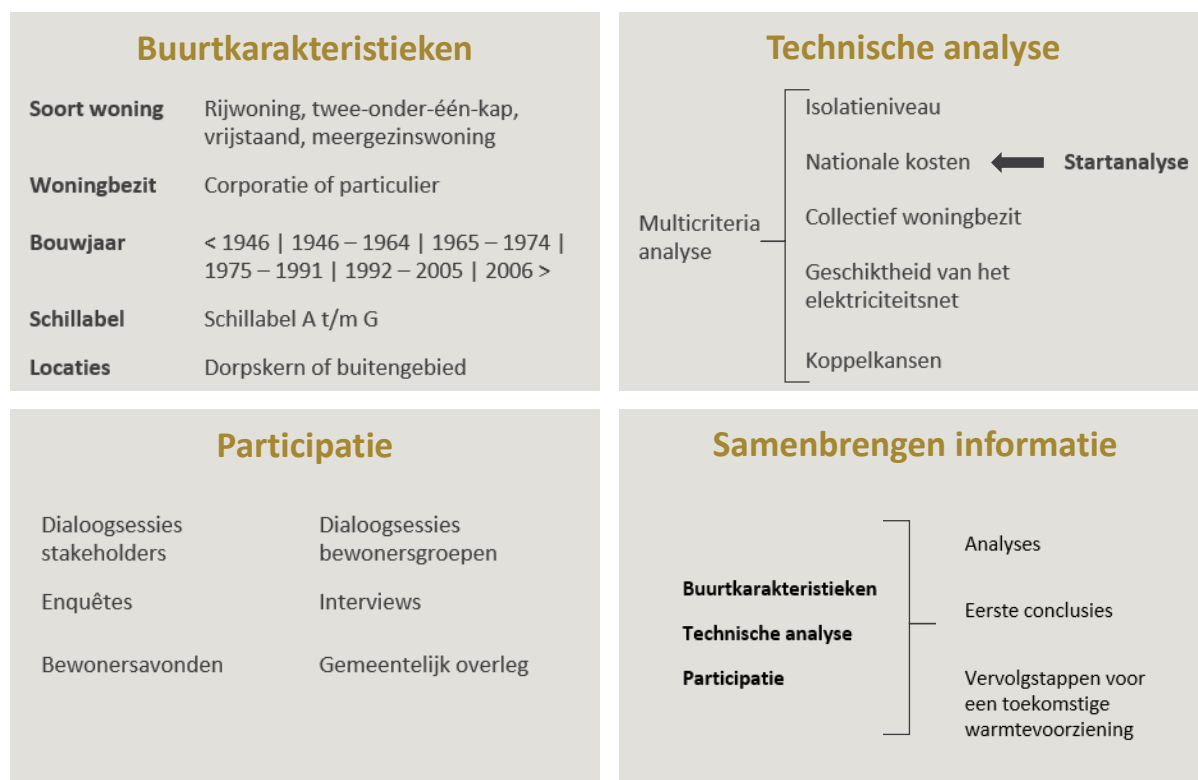 Buurtkarakteristieken
Soort woning Rijwoning, twee-onder-één-kap,
vrijstaand, meergezinswoning
Woningbezit Corporatie of particulier
Bouwjaar < 1946 | 1946 – 1964 | 1965 – 1974 |
1975 – 1991 | 1992 – 2005 | 2006 >
Schillabel Schillabel A t/m G
Locaties Dorpskern of buitengebied
Technische analyse
Multicriteria
analyse
Isolatieniveau
Nationale kosten Startanalyse
Collectief woningbezit
Geschiktheid van het
elektriciteitsnet
Koppelkansen
Participatie
Dialoogsessies
stakeholders
Dialoogsessies
bewonersgroepen
Enquêtes Interviews
Bewonersavonden Gemeentelijk overleg
Samenbrengen informatie
Buurtkarakteristieken
Technische analyse
Participatie
Analyses
Eerste conclusies
Vervolgstappen voor
een toekomstige
warmtevoorziening